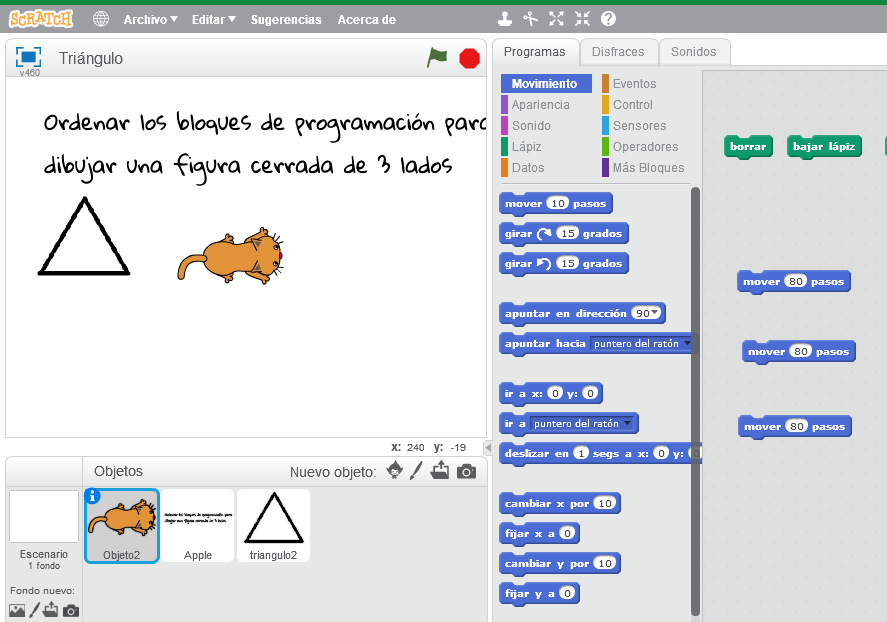 SCRATCH Archivo Editar Sugerencias Acerca de
v460 Triángulo
Ordenar los bloques de programación para
dibujar una figura cerrada de 3 lados
x: 240 y: -19
Objetos Nuevo objeto:
Escenario
1 fondo
Fondo nuevo:
Objeto2
Apple
triangulo2
Programas Disfraces Sonidos
Movimiento Eventos
Apariencia Control
Sonido Sensores
Lápiz Operadores
Datos Más Bloques
mover 10 pasos
girar 15 grados
girar 15 grados
apuntar en dirección 90
apuntar hacia puntero del ratón
ir a x: 0 y: 0
ir a puntero del ratón
deslizar en 1 segs a x: 0 y:
cambiar x por 10
fijar x a 0
cambiar y por 10
fijar y a 0
borrar bajar lápiz
mover 80 pasos
mover 80 pasos
mover 80 pasos